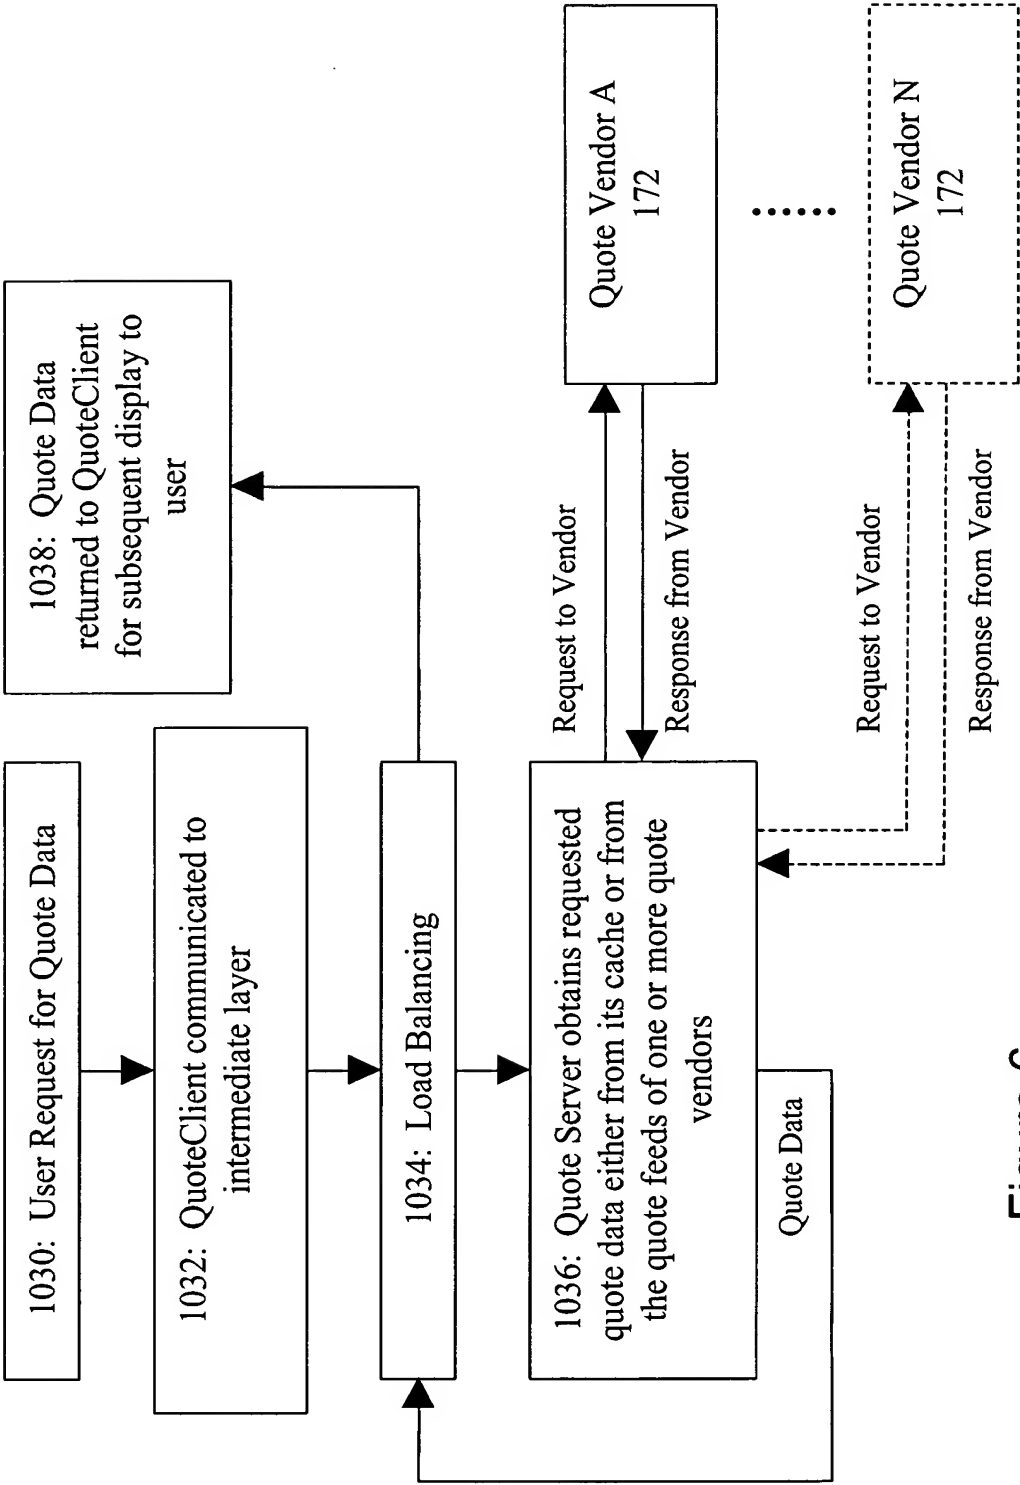 1030: User Request for Quote Data
1032: QuoteClient communicated to
intermediate layer
1034: Load Balancing
1036: Quote Server obtains requested
quote data either from its cache or from
the quote feeds of one or more quote
vendors
Quote Data
1038: Quote Data
returned to QuoteClient
for subsequent display to
user
Request to Vendor
Response from Vendor
Quote Vendor A
172
Request to Vendor
Response from Vendor
Quote Vendor N
172